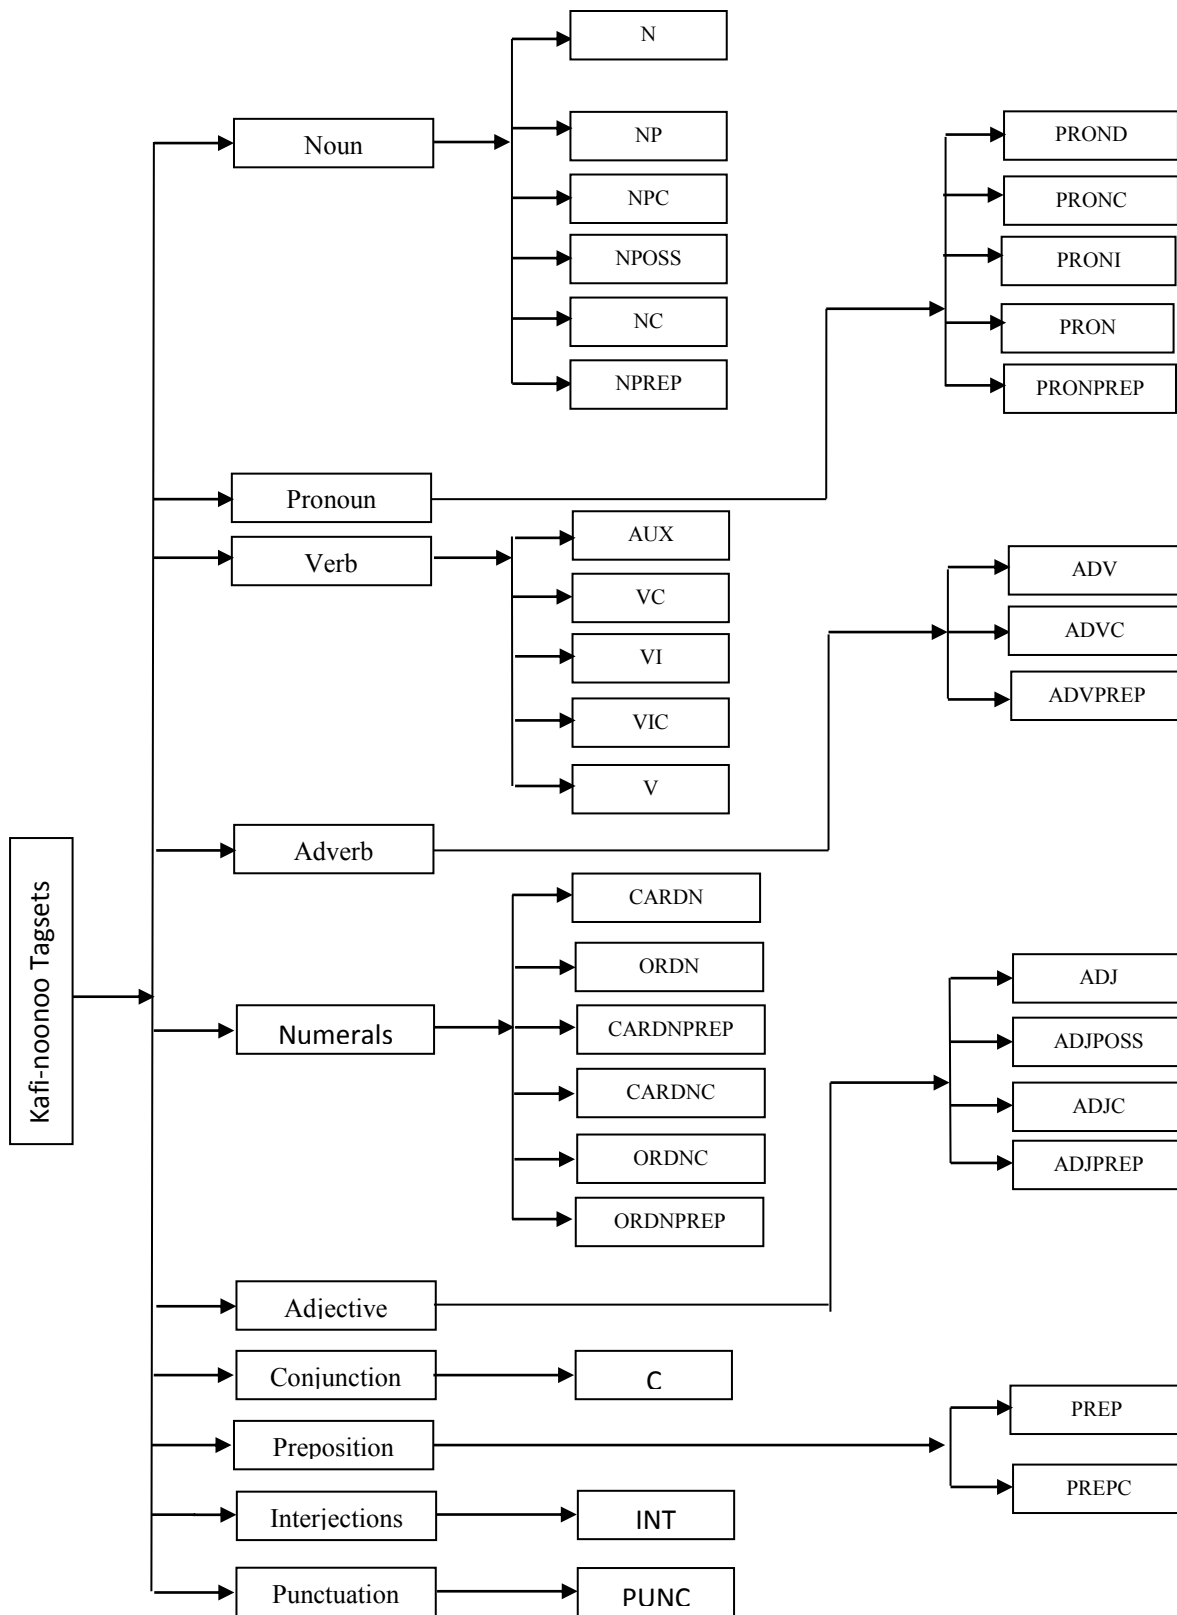 Kafi-noonoo Tagsets
Noun
N
NP
NPC
NPOSS
NC
NPREP
Pronoun
PROND
PRONC
PRONI
PRON
PRONPREP
Verb
AUX
VC
VI
VIC
V
Adverb
ADV
ADVC
ADVPREP
Numerals
CARDN
ORDN
CARDNPREP
CARDNC
ORDNC
ORDNPREP
Adjective
ADJ
ADJPOSS
ADJC
ADJPREP
Conjunction
C
Preposition
PREP
PREPC
Interjections
INT
Punctuation
PUNC